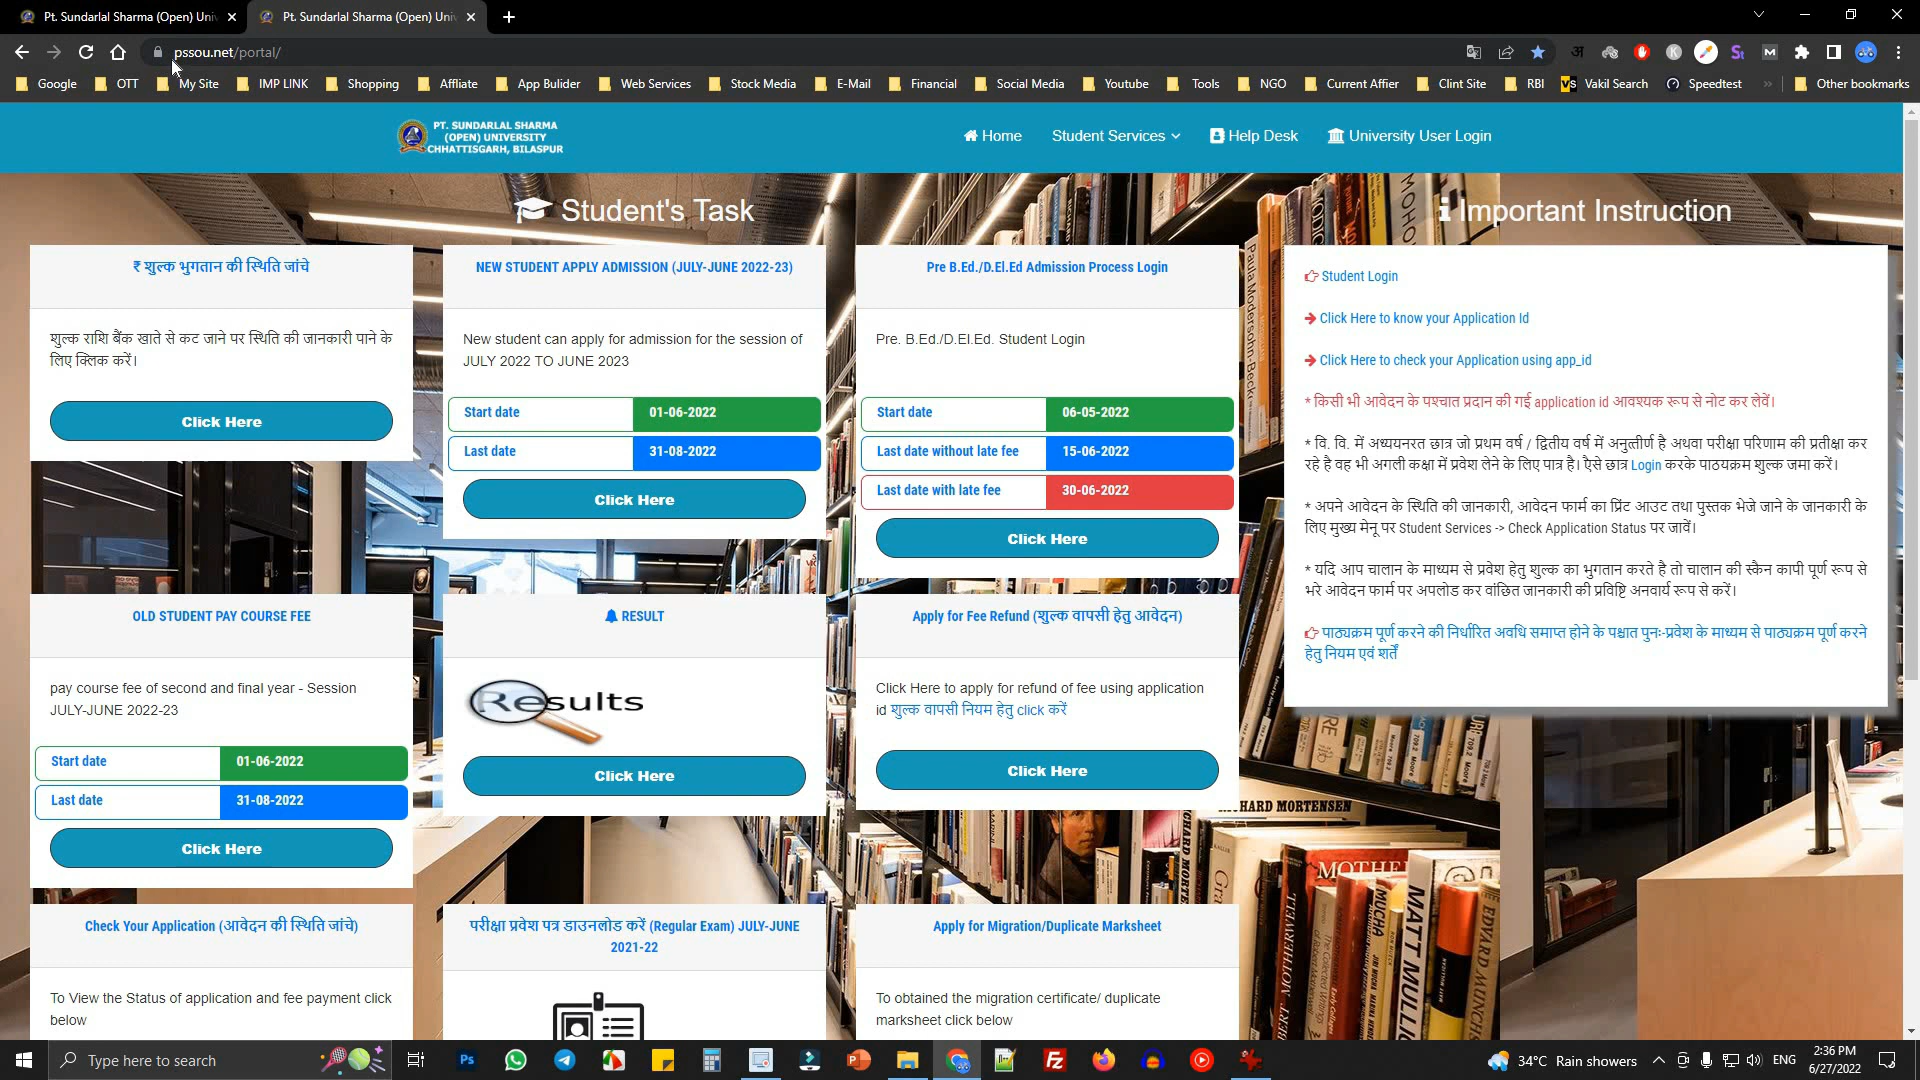 Pt. Sundarlal Sharma (Open) Univ
Pt. Sundarlal Sharma (Open) Univ
pssou.net/portal/
Google
OTT
My Site
IMP LINK
Shopping
Affliate
App Bulider
Web Services
Stock Media
E-Mail
Financial
Social Media
Youtube
Tools
NGO
Current Affier
Clint Site
RBI
Vakil Search
Speedtest
Other bookmarks
PT. SUNDARLAL SHARMA
(OPEN) UNIVERSITY
CHHATTISGARH, BILASPUR
Home
Student Services
Help Desk
University User Login
Student's Task
Important Instruction
₹ शुल्क भुगतान की स्थिति जांचे
शुल्क राशि बैंक खाते से कट जाने पर स्थिति की जानकारी पाने के
लिए क्लिक करें।
Click Here
NEW STUDENT APPLY ADMISSION (JULY-JUNE 2022-23)
New student can apply for admission for the session of
JULY 2022 TO JUNE 2023
Start date 01-06-2022
Last date 31-08-2022
Click Here
Pre B.Ed./D.El.Ed Admission Process Login
Pre. B.Ed./D.El.Ed. Student Login
Start date 06-05-2022
Last date without late fee 15-06-2022
Last date with late fee 30-06-2022
Click Here
Student Login
Click Here to know your Application Id
Click Here to check your Application using app_id
* किसी भी आवेदन के पश्चात प्रदान की गई application id आवश्यक रूप से नोट कर लेवें।
* वि. वि. में अध्ययनरत छात्र जो प्रथम वर्ष / द्वितीय वर्ष में अनुत्तीर्ण है अथवा परीक्षा परिणाम की प्रतीक्षा कर
रहे है वह भी अगली कक्षा में प्रवेश लेने के लिए पात्र है। ऐसे छात्र Login करके पाठयक्रम शुल्क जमा करें।
* अपने आवेदन के स्थिति की जानकारी, आवेदन फार्म का प्रिंट आउट तथा पुस्तक भेजे जाने के जानकारी के
लिए मुख्य मेनू पर Student Services -> Check Application Status पर जावें।
* यदि आप चालान के माध्यम से प्रवेश हेतु शुल्क का भुगतान करते है तो चालान की स्कैन कापी पूर्ण रूप से
भरे आवेदन फार्म पर अपलोड कर वांछित जानकारी की प्रविष्टि अनवार्य रूप से करें।
पाठ्यक्रम पूर्ण करने की निर्धारित अवधि समाप्त होने के पश्चात पुनः-प्रवेश के माध्यम से पाठ्यक्रम पूर्ण करने
हेतु नियम एवं शर्तें
OLD STUDENT PAY COURSE FEE
pay course fee of second and final year - Session
JULY-JUNE 2022-23
Start date 01-06-2022
Last date 31-08-2022
Click Here
RESULT
Results
Click Here
Apply for Fee Refund (शुल्क वापसी हेतु आवेदन)
Click Here to apply for refund of fee using application
id शुल्क वापसी नियम हेतु click करें
Click Here
Check Your Application (आवेदन की स्थिति जांचे)
To View the Status of application and fee payment click
below
परीक्षा प्रवेश पत्र डाउनलोड करें (Regular Exam) JULY-JUNE
2021-22
Apply for Migration/Duplicate Marksheet
To obtained the migration certificate/ duplicate
marksheet click below
RICHARD MORTENSEN
MOTHERWELL
MUCHA
MATT MULLI
EDVARD MUNCH
Type here to search
34°C Rain showers
ENG
2:36 PM
6/27/2022